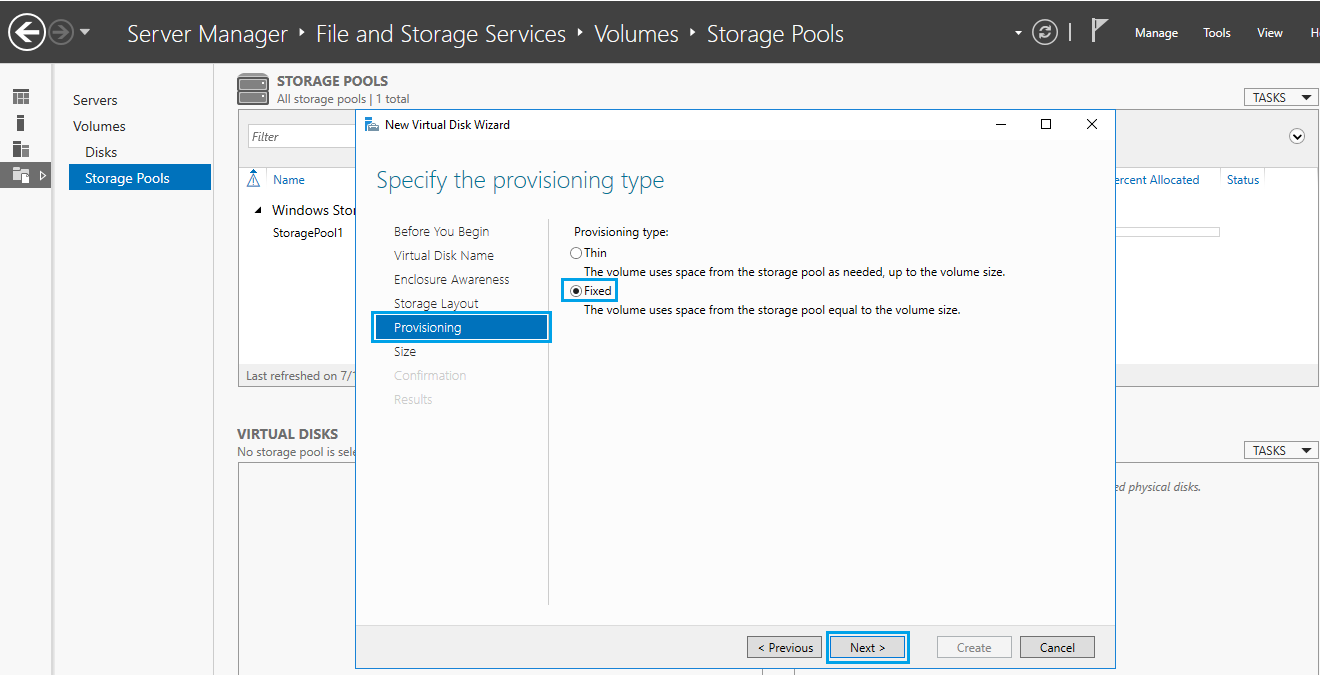 Server Manager ‣ File and Storage Services ‣ Volumes ‣ Storage Pools
Manage Tools View H
Servers
Volumes
Disks
Storage Pools
STORAGE POOLS
All storage pools | 1 total
TASKS
Filter
Name
Windows Stor
StoragePool1
Last refreshed on 7/1
ercent Allocated Status
VIRTUAL DISKS
No storage pool is sele
TASKS
ed physical disks.
New Virtual Disk Wizard
Specify the provisioning type
Before You Begin
Virtual Disk Name
Enclosure Awareness
Storage Layout
Provisioning
Size
Confirmation
Results
Provisioning type:
Thin
The volume uses space from the storage pool as needed, up to the volume size.
Fixed
The volume uses space from the storage pool equal to the volume size.
< Previous Next > Create Cancel